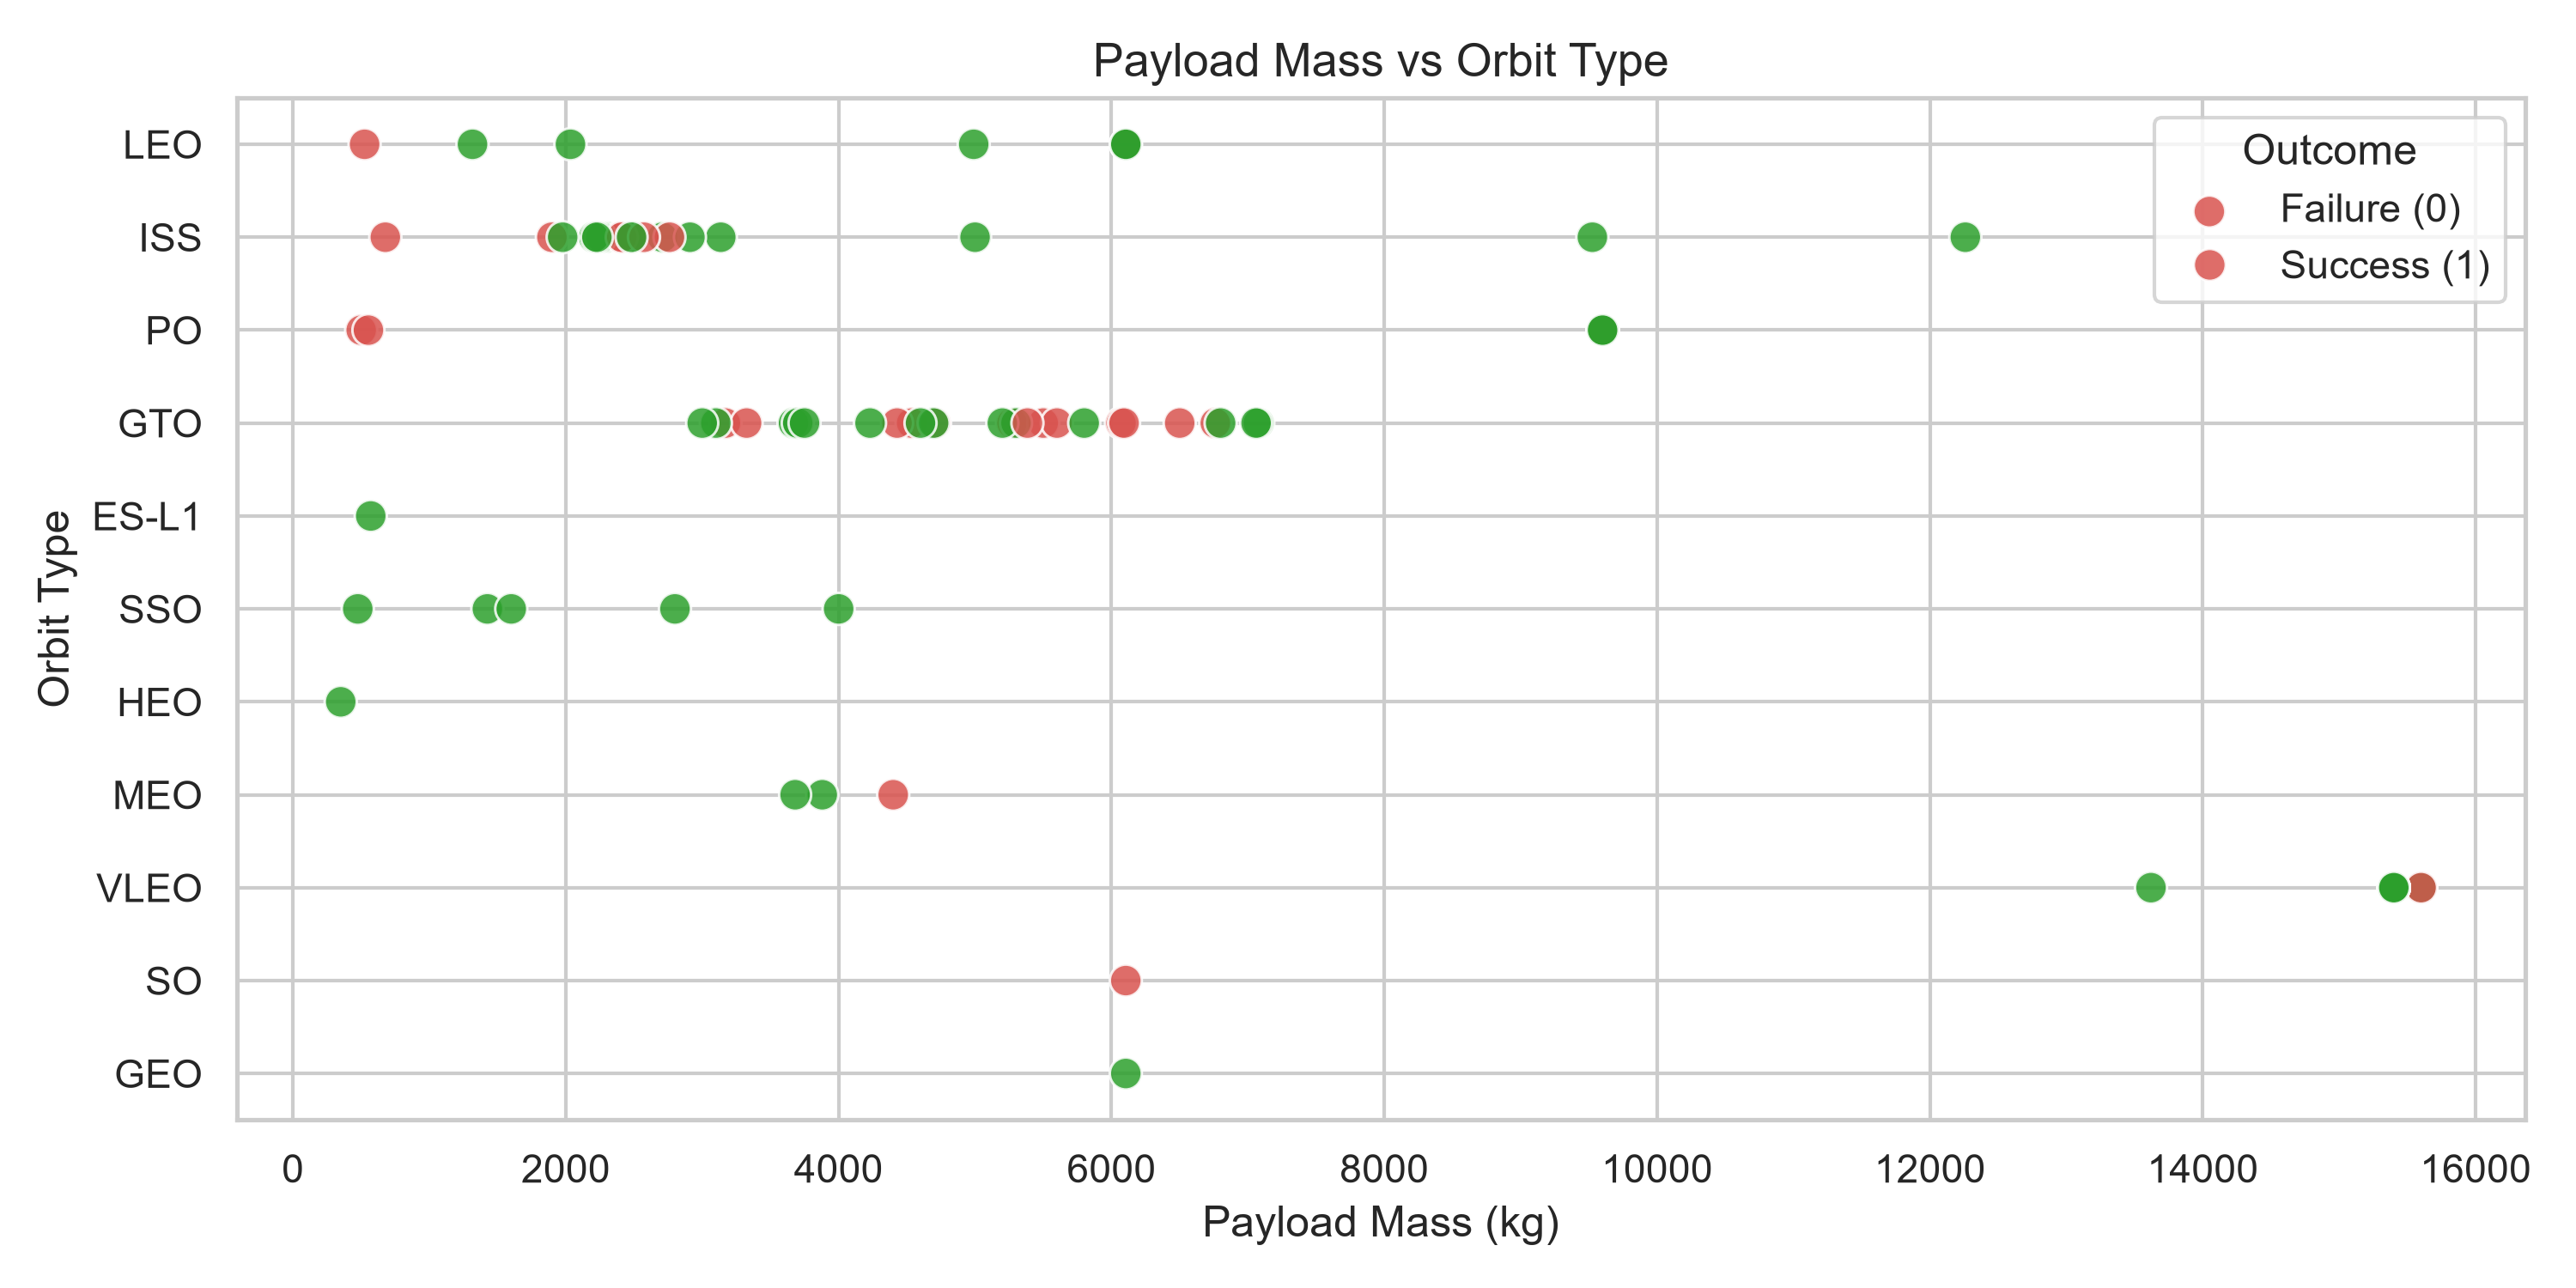 Payload Mass vs Orbit Type
Outcome
Failure (0)
Success (1)
Orbit Type
LEO
ISS
PO
GTO
ES-L1
SSO
HEO
MEO
VLEO
SO
GEO
0 2000 4000 6000 8000 10000 12000 14000 16000
Payload Mass (kg)